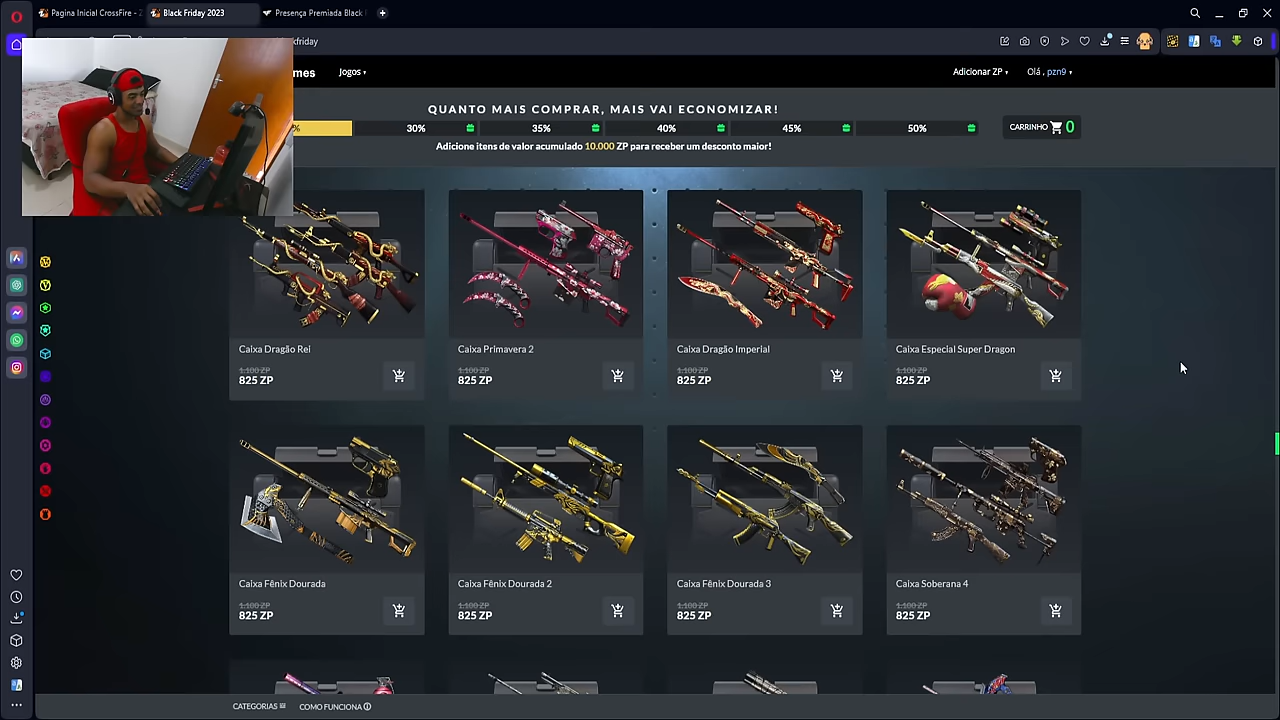 Pagina Inicial CrossFire - Z
Black Friday 2023
Presença Premiada Black
kfriday
mes
Jogos
Adicionar ZP
Olá , pzn9
QUANTO MAIS COMPRAR, MAIS VAI ECONOMIZAR!
%
30%
35%
40%
45%
50%
CARRINHO 0
Adicione itens de valor acumulado 10.000 ZP para receber um desconto maior!
Caixa Dragão Rei
1.100 ZP
825 ZP
Caixa Primavera 2
1.100 ZP
825 ZP
Caixa Dragão Imperial
1.100 ZP
825 ZP
Caixa Especial Super Dragon
1.100 ZP
825 ZP
Caixa Fênix Dourada
1.100 ZP
825 ZP
Caixa Fênix Dourada 2
1.100 ZP
825 ZP
Caixa Fênix Dourada 3
1.100 ZP
825 ZP
Caixa Soberana 4
1.100 ZP
825 ZP
CATEGORIAS
COMO FUNCIONA